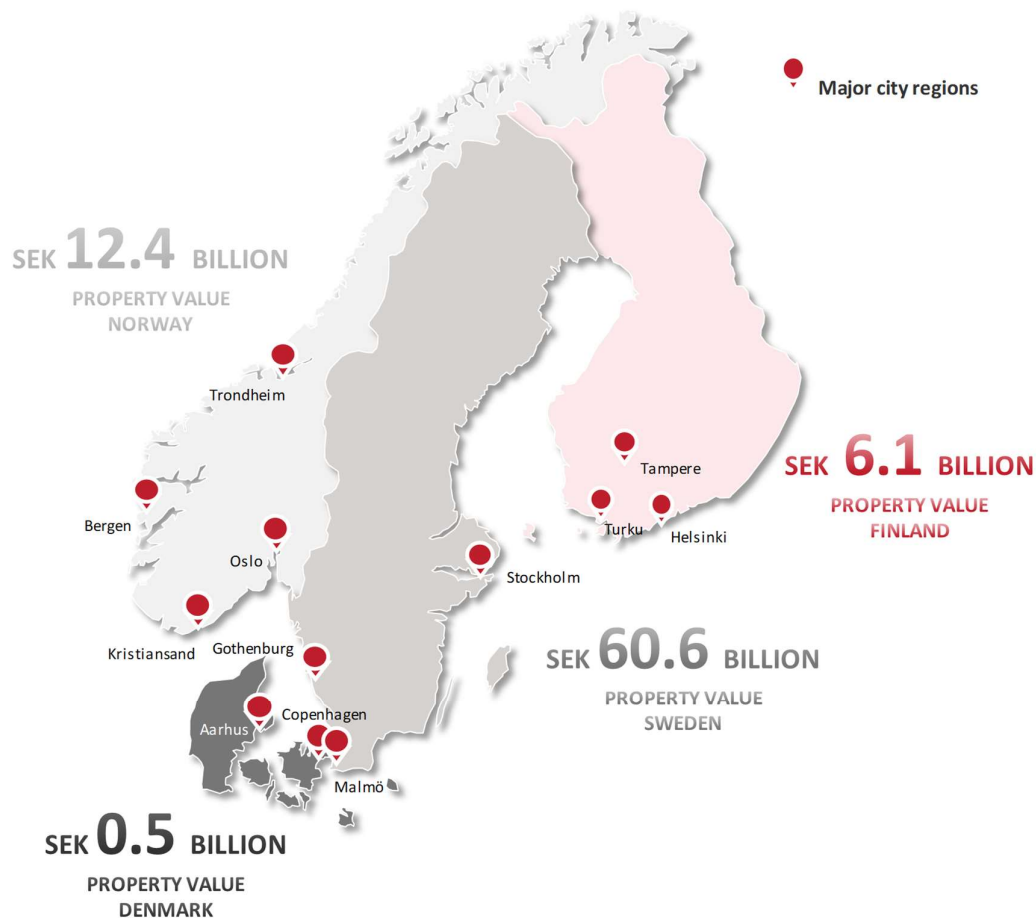 Major city regions
SEK 12.4 BILLION
PROPERTY VALUE
NORWAY
Trondheim
Bergen
Oslo
Kristiansand
Tampere
Turku
Helsinki
SEK 6.1 BILLION
PROPERTY VALUE
FINLAND
Stockholm
Gothenburg
SEK 60.6 BILLION
PROPERTY VALUE
SWEDEN
Aarhus
Copenhagen
Malmö
SEK 0.5 BILLION
PROPERTY VALUE
DENMARK